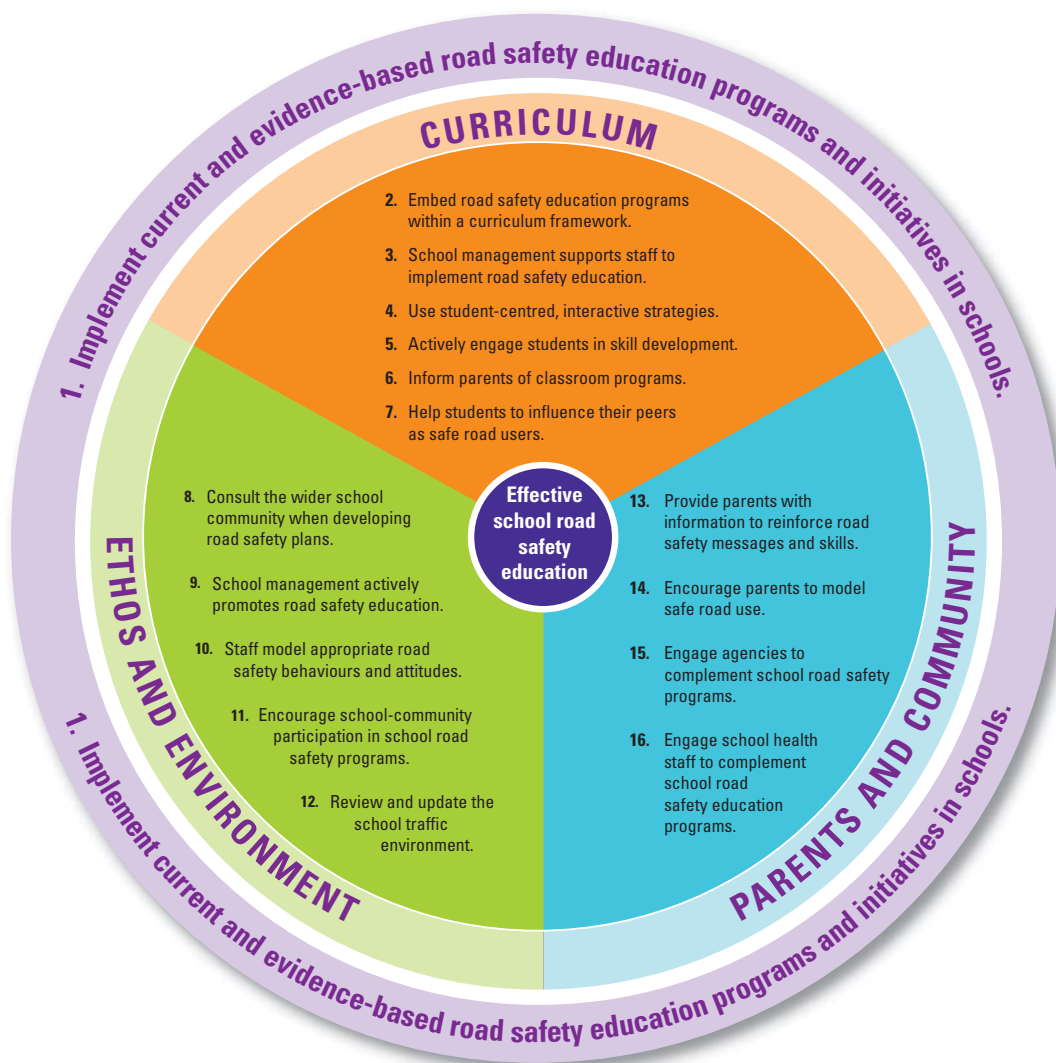 1. Implement current and evidence-based road safety education programs and initiatives in schools.
CURRICULUM
2. Embed road safety education programs
within a curriculum framework.
3. School management supports staff to
implement road safety education.
4. Use student-centred, interactive strategies.
5. Actively engage students in skill development.
6. Inform parents of classroom programs.
7. Help students to influence their peers
as safe road users.
Effective
school road
safety
education
ETHOS AND ENVIRONMENT
8. Consult the wider school
community when developing
road safety plans.
9. School management actively
promotes road safety education.
10. Staff model appropriate road
safety behaviours and attitudes.
11. Encourage school-community
participation in school road
safety programs.
12. Review and update the
school traffic
environment.
PARENTS AND COMMUNITY
13. Provide parents with
information to reinforce road
safety messages and skills.
14. Encourage parents to model
safe road use.
15. Engage agencies to
complement school road safety
programs.
16. Engage school health
staff to complement
school road
safety education
programs.
1. Implement current and evidence-based road safety education programs and initiatives in schools.